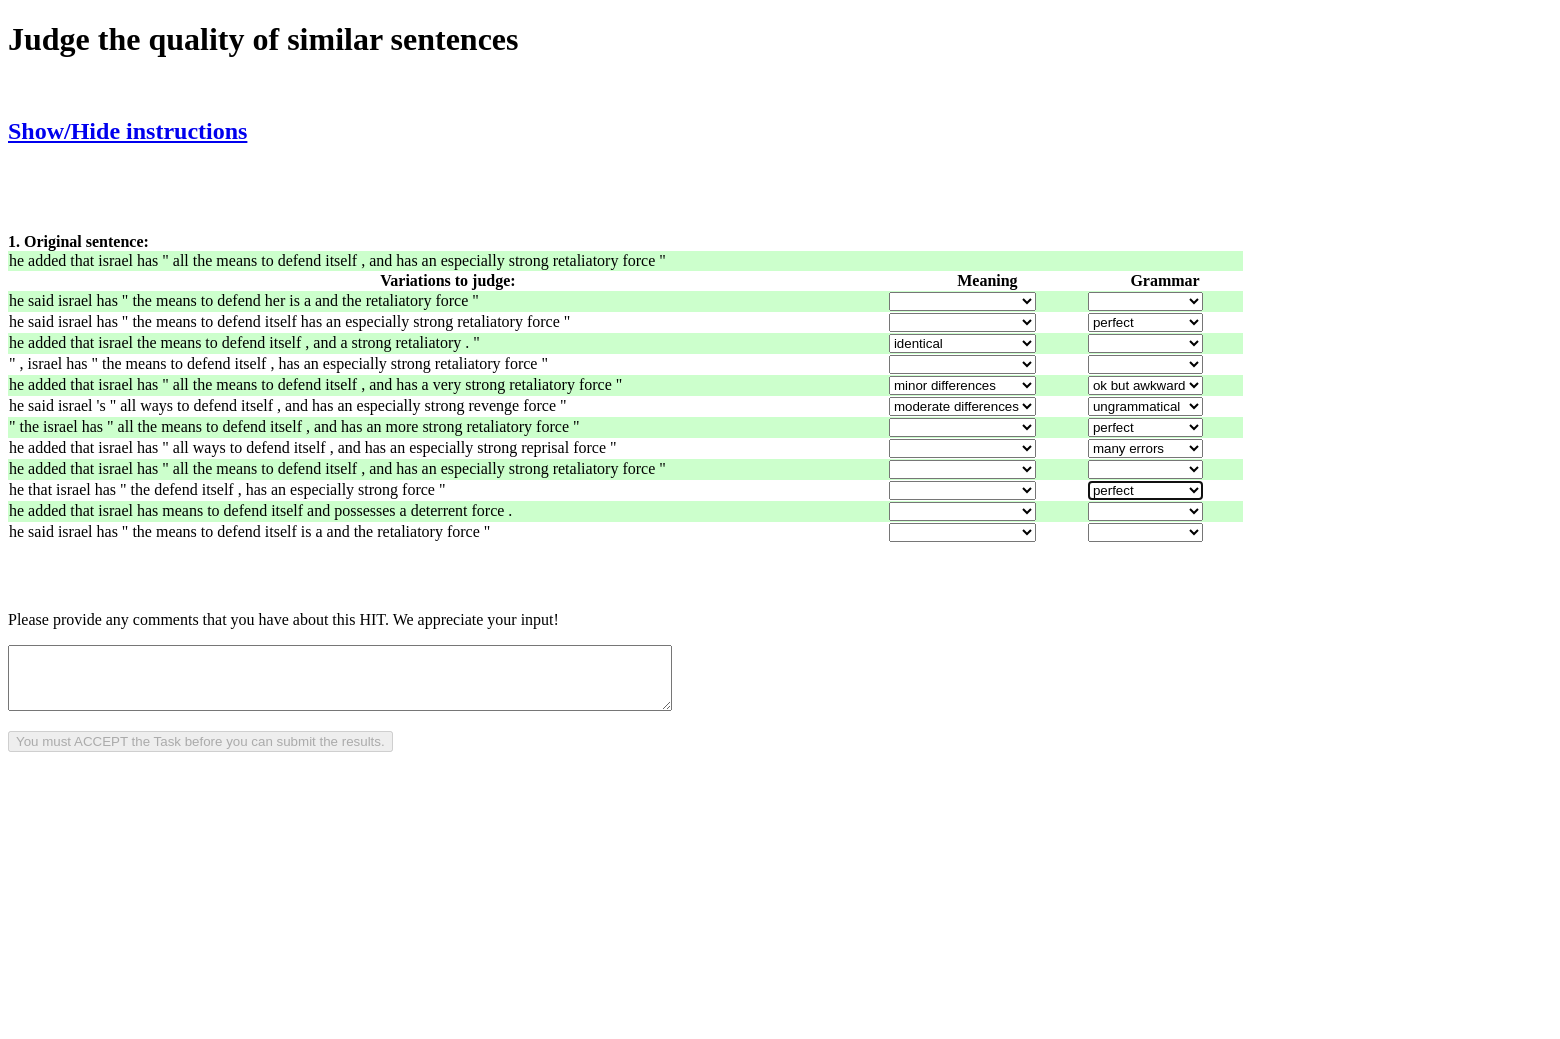 Judge the quality of similar sentences
Show/Hide instructions
1. Original sentence:
he added that israel has " all the means to defend itself , and has an especially strong retaliatory force "
Variations to judge: Meaning Grammar
he said israel has " the means to defend her is a and the retaliatory force "
he said israel has " the means to defend itself has an especially strong retaliatory force " perfect
he added that israel the means to defend itself , and a strong retaliatory . " identical
" , israel has " the means to defend itself , has an especially strong retaliatory force "
he added that israel has " all the means to defend itself , and has a very strong retaliatory force " minor differences ok but awkward
he said israel 's " all ways to defend itself , and has an especially strong revenge force " moderate differences ungrammatical
" the israel has " all the means to defend itself , and has an more strong retaliatory force " perfect
he added that israel has " all ways to defend itself , and has an especially strong reprisal force " many errors
he added that israel has " all the means to defend itself , and has an especially strong retaliatory force "
he that israel has " the defend itself , has an especially strong force " perfect
he added that israel has means to defend itself and possesses a deterrent force .
he said israel has " the means to defend itself is a and the retaliatory force "
Please provide any comments that you have about this HIT. We appreciate your input!
You must ACCEPT the Task before you can submit the results.